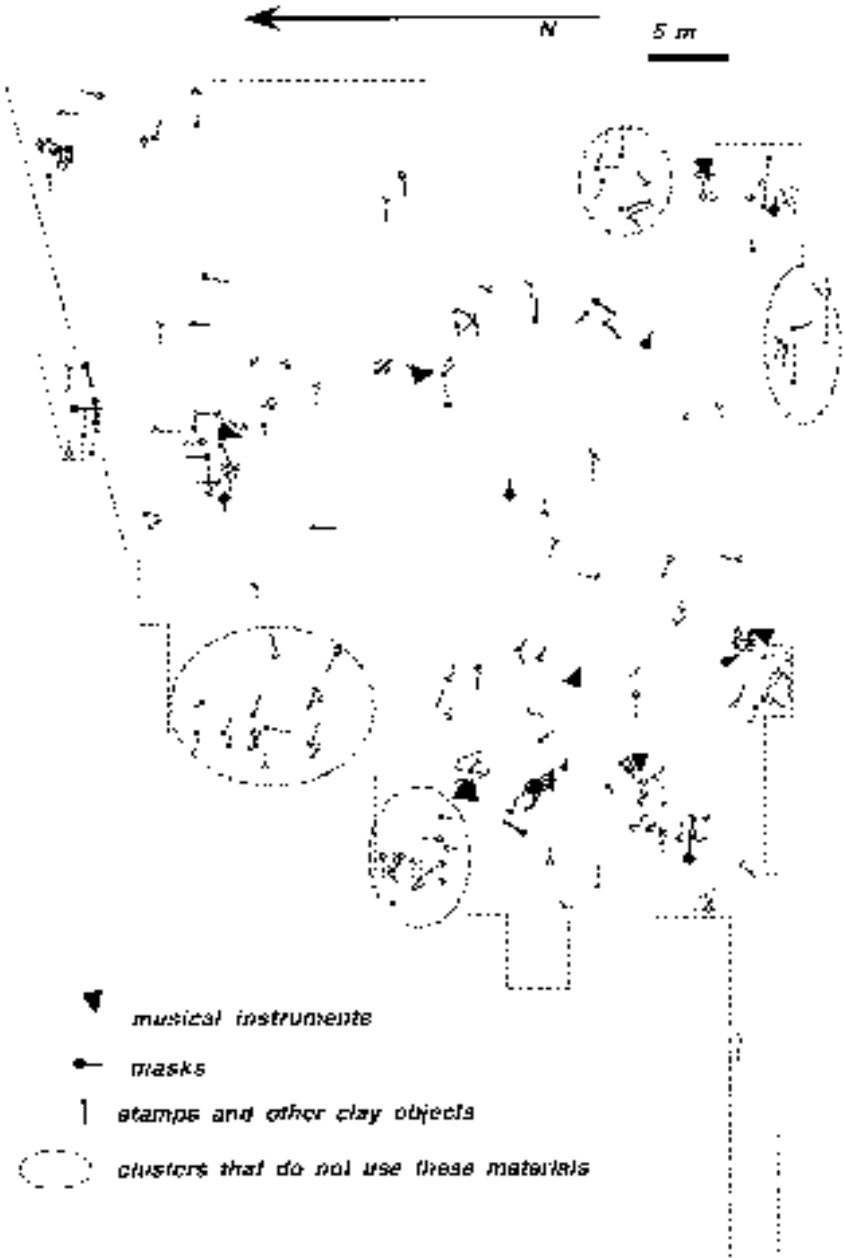 N
5 m
musical instruments
masks
stamps and other clay objects
clusters that do not use these materials